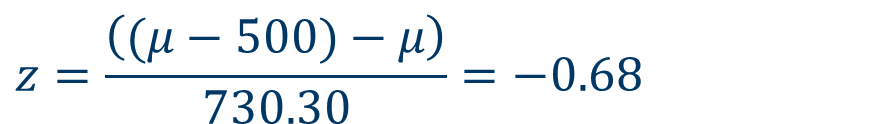 z = ((μ − 500) − μ) / 730.30 = −0.68